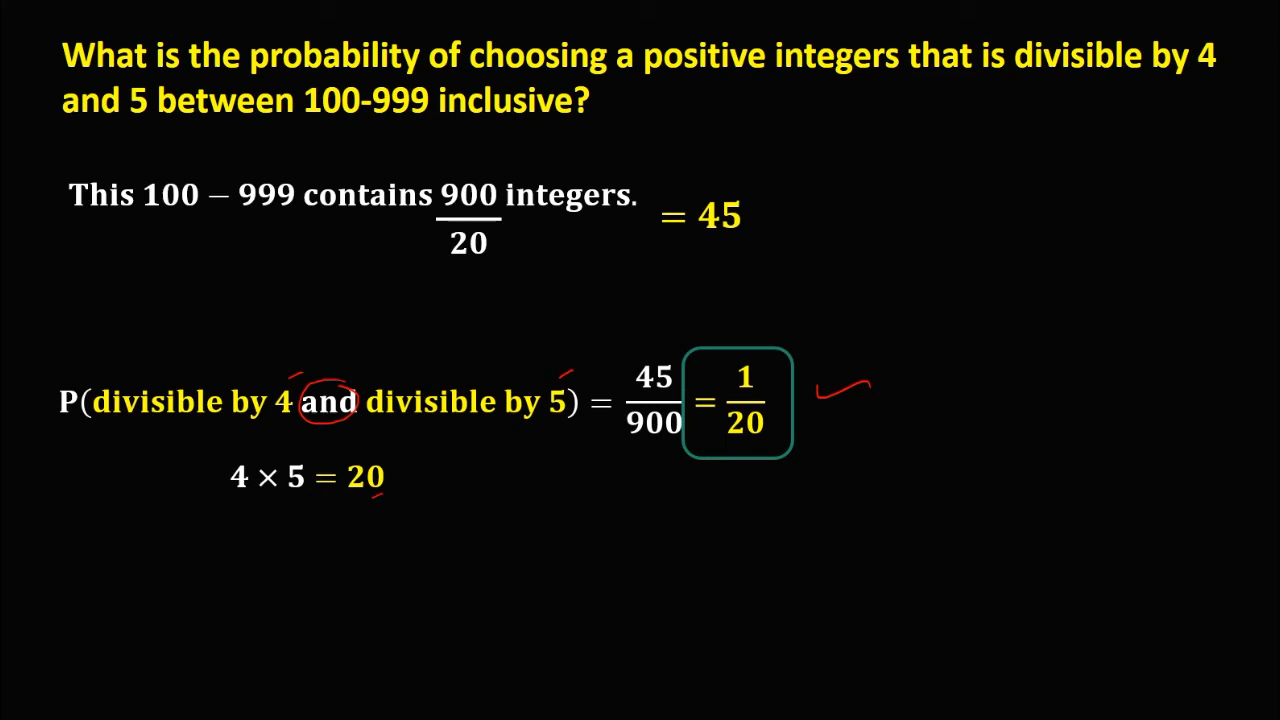 What is the probability of choosing a positive integers that is divisible by 4
and 5 between 100-999 inclusive?
This 100 − 999 contains 900 integers.
20
= 45
P(divisible by 4 and divisible by 5) = 45/900 = 1/20
4 × 5 = 20